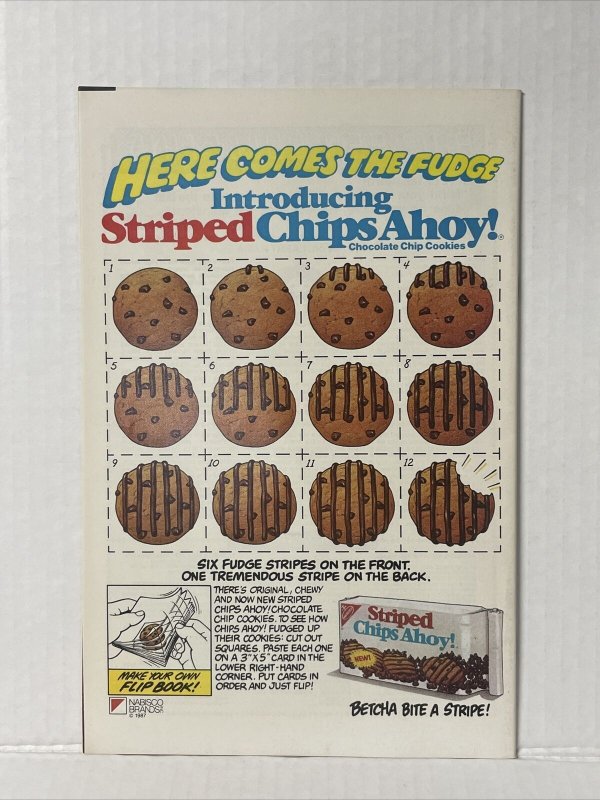 HERE COMES THE FUDGE
Introducing
Striped Chips Ahoy!®
Chocolate Chip Cookies
1 2 3 4
5 6 7 8
9 10 11 12
SIX FUDGE STRIPES ON THE FRONT.
ONE TREMENDOUS STRIPE ON THE BACK.
THERE'S ORIGINAL, CHEWY
AND NOW NEW STRIPED
CHIPS AHOY! CHOCOLATE
CHIP COOKIES. TO SEE HOW
CHIPS AHOY! FUDGED UP
THEIR COOKIES: CUT OUT
SQUARES. PASTE EACH ONE
ON A 3"X5" CARD IN THE
LOWER RIGHT-HAND
CORNER. PUT CARDS IN
ORDER AND JUST FLIP!
MAKE YOUR OWN
FLIP BOOK!
NABISCO
BRANDS
© 1987
Striped
Chips Ahoy!
NEW!
BETCHA BITE A STRIPE!